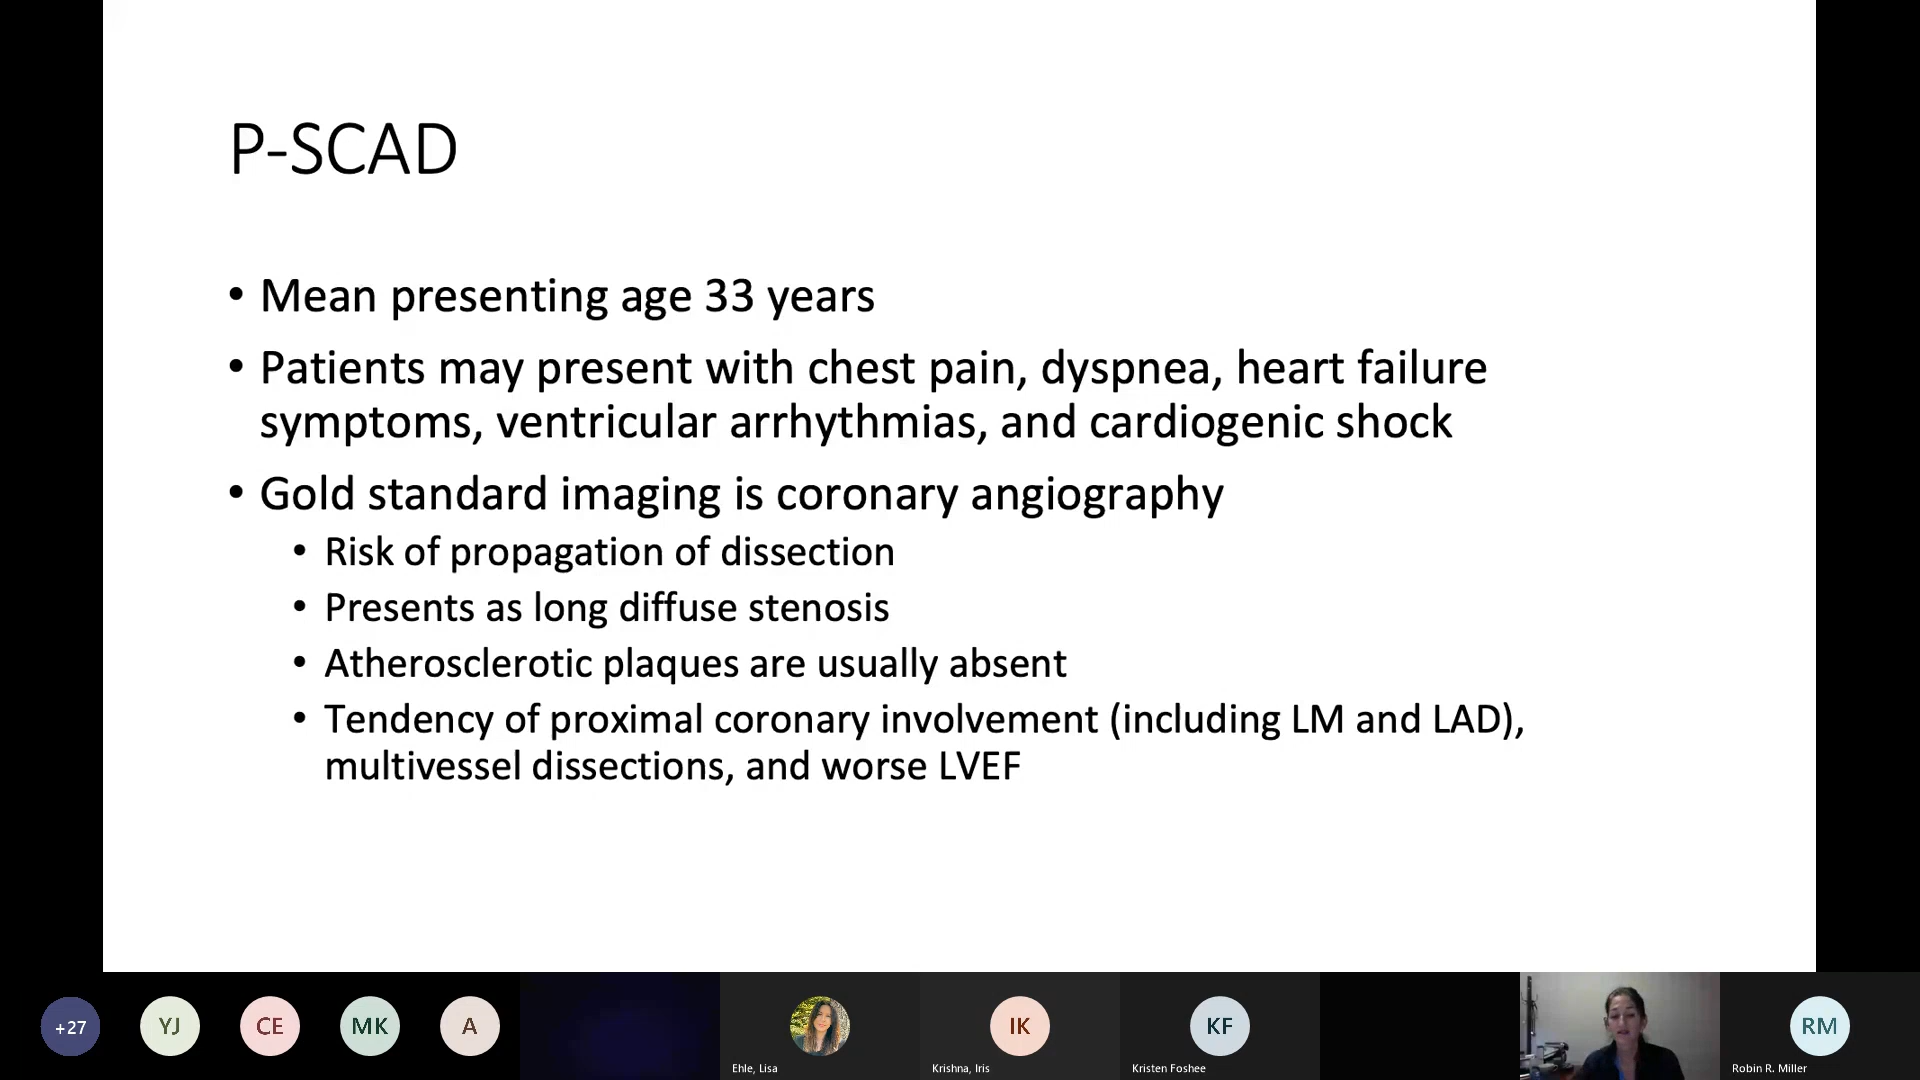 P-SCAD
• Mean presenting age 33 years
• Patients may present with chest pain, dyspnea, heart failure
symptoms, ventricular arrhythmias, and cardiogenic shock
• Gold standard imaging is coronary angiography
• Risk of propagation of dissection
• Presents as long diffuse stenosis
• Atherosclerotic plaques are usually absent
• Tendency of proximal coronary involvement (including LM and LAD),
multivessel dissections, and worse LVEF
+27
YJ
CE
MK
A
IK
KF
RM
Ehle, Lisa
Krishna, Iris
Kristen Foshee
Robin R. Miller